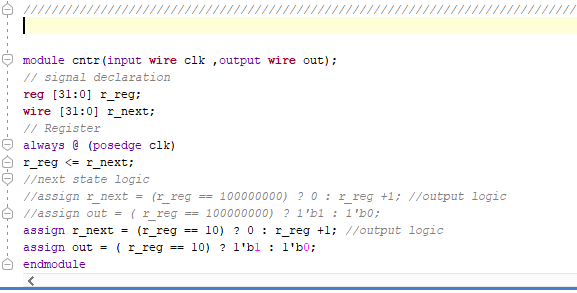 ////////////////////////////////////////////////////////////////////////////////
module cntr(input wire clk ,output wire out);
// signal declaration
reg [31:0] r_reg;
wire [31:0] r_next;
// Register
always @ (posedge clk)
r_reg <= r_next;
//next state logic
//assign r_next = (r_reg == 100000000) ? 0 : r_reg +1; //output logic
//assign out = ( r_reg == 100000000) ? 1'b1 : 1'b0;
assign r_next = (r_reg == 10) ? 0 : r_reg +1; //output logic
assign out = ( r_reg == 10) ? 1'b1 : 1'b0;
endmodule